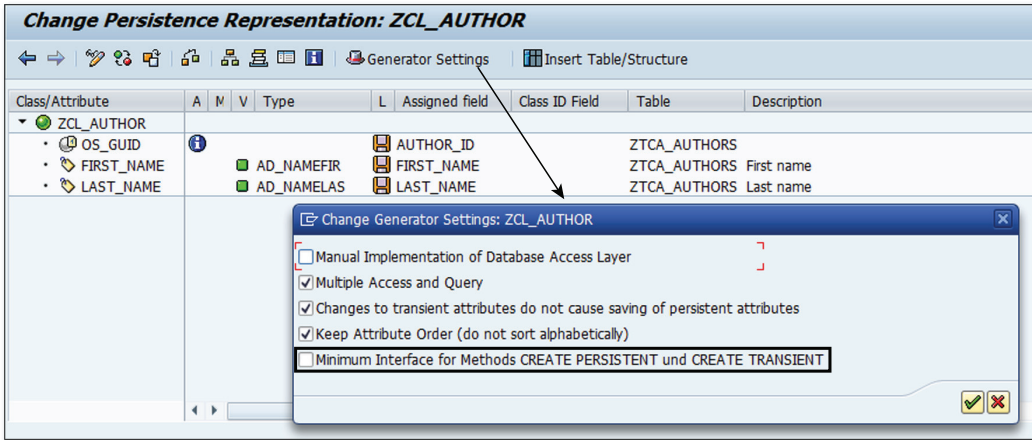 Change Persistence Representation: ZCL_AUTHOR
Generator Settings Insert Table/Structure
Class/Attribute A M V Type L Assigned field Class ID Field Table Description
ZCL_AUTHOR
OS_GUID AUTHOR_ID ZTCA_AUTHORS
FIRST_NAME AD_NAMEFIR FIRST_NAME ZTCA_AUTHORS First name
LAST_NAME AD_NAMELAS LAST_NAME ZTCA_AUTHORS Last name
Change Generator Settings: ZCL_AUTHOR
Manual Implementation of Database Access Layer
Multiple Access and Query
Changes to transient attributes do not cause saving of persistent attributes
Keep Attribute Order (do not sort alphabetically)
Minimum Interface for Methods CREATE PERSISTENT und CREATE TRANSIENT